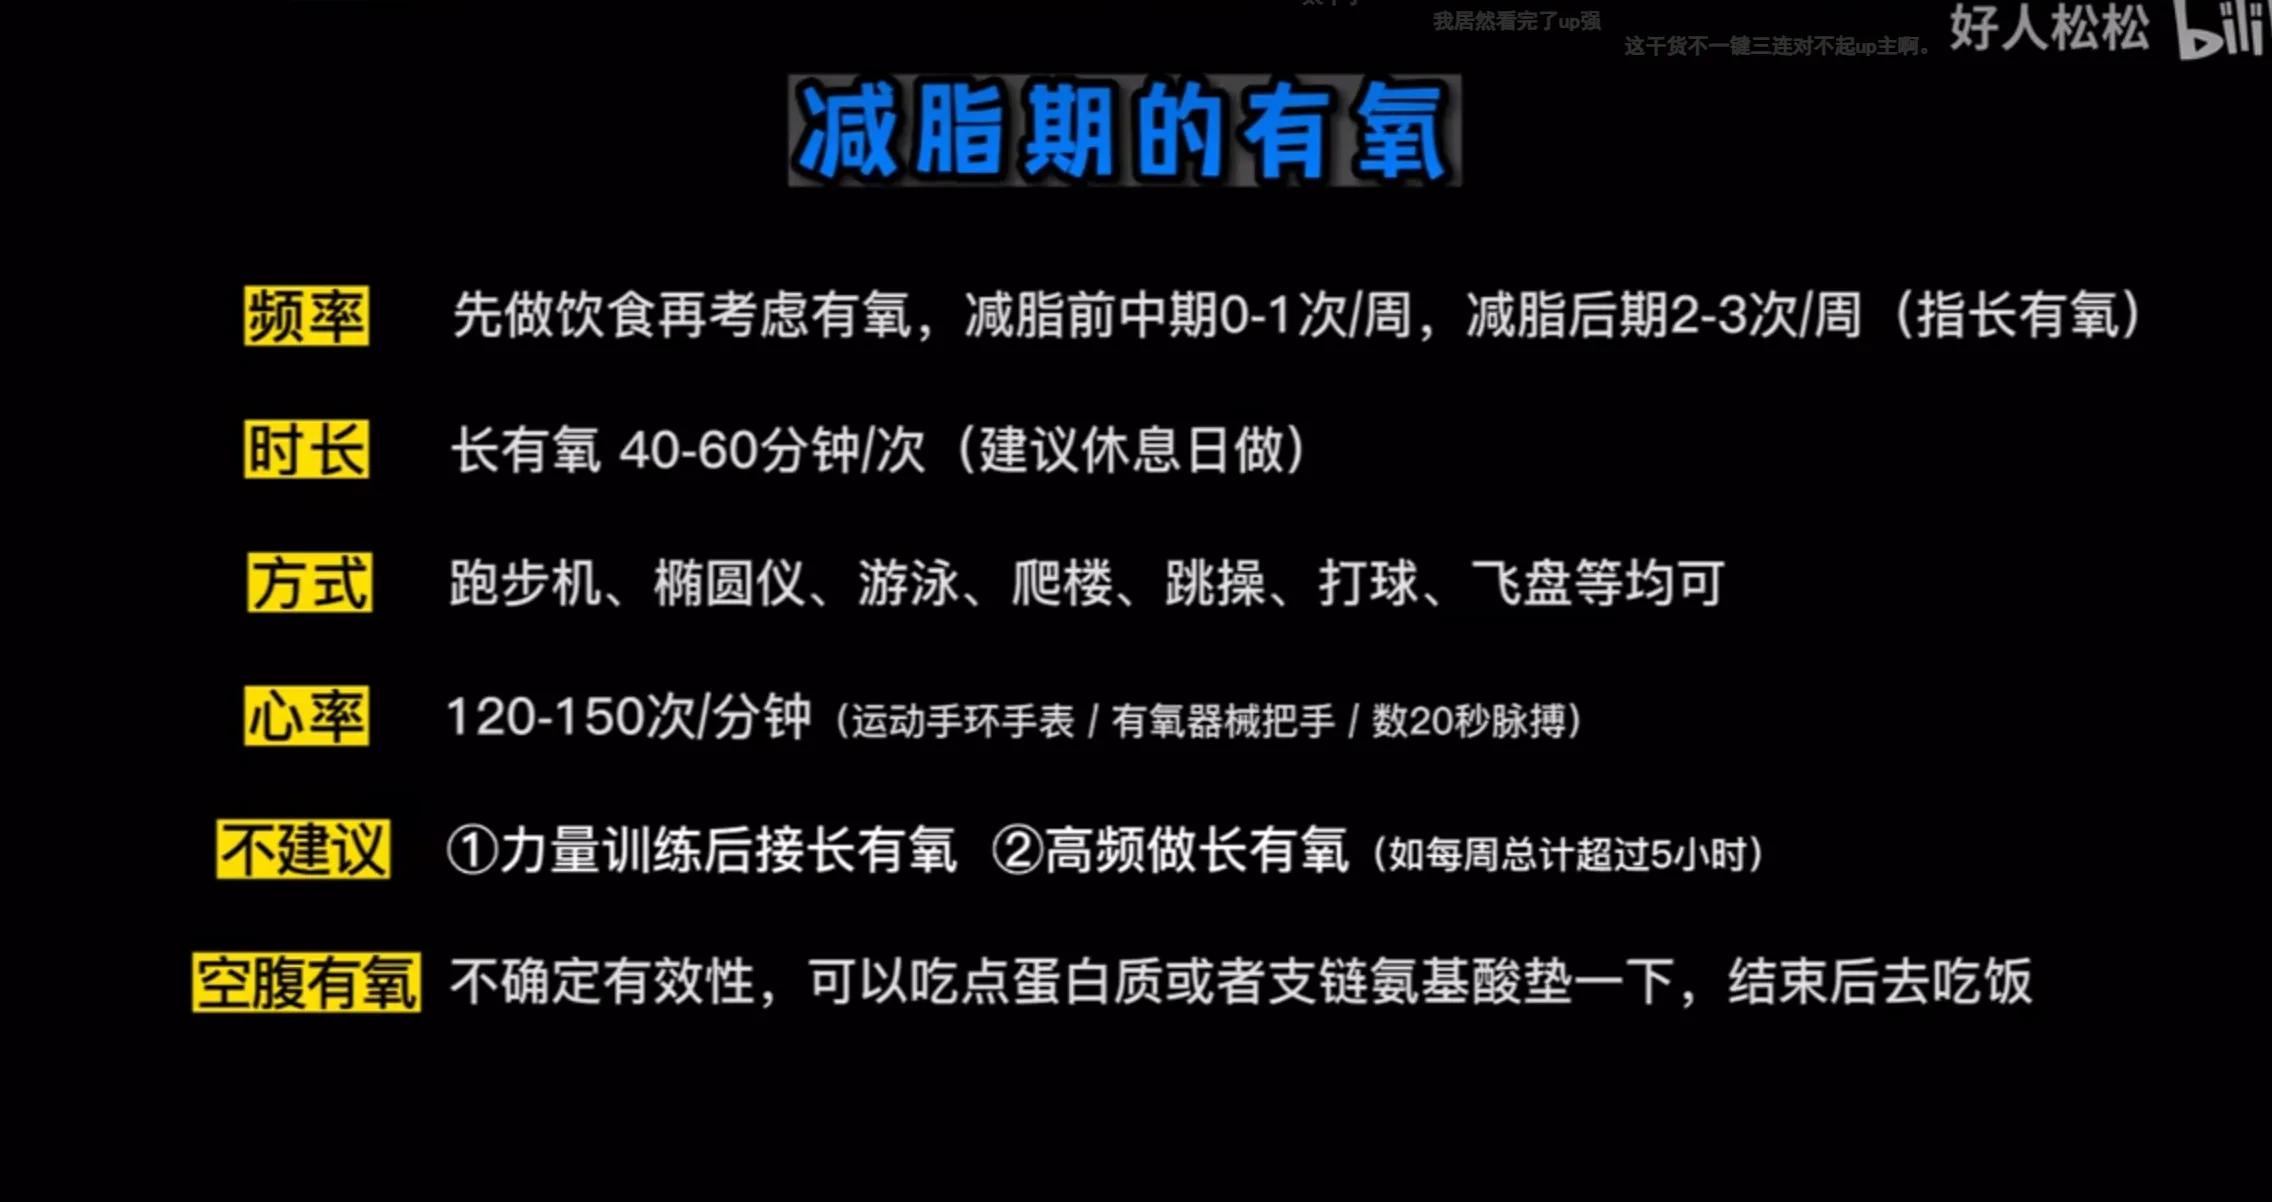 我居然看完了up强
这干货不一键三连对不起up主啊。
好人松松 bili
减脂期的有氧
频率 先做饮食再考虑有氧，减脂前中期0-1次/周，减脂后期2-3次/周（指长有氧）
时长 长有氧 40-60分钟/次（建议休息日做）
方式 跑步机、椭圆仪、游泳、爬楼、跳操、打球、飞盘等均可
心率 120-150次/分钟（运动手环手表 / 有氧器械把手 / 数20秒脉搏）
不建议 ①力量训练后接长有氧 ②高频做长有氧（如每周总计超过5小时）
空腹有氧 不确定有效性，可以吃点蛋白质或者支链氨基酸垫一下，结束后去吃饭